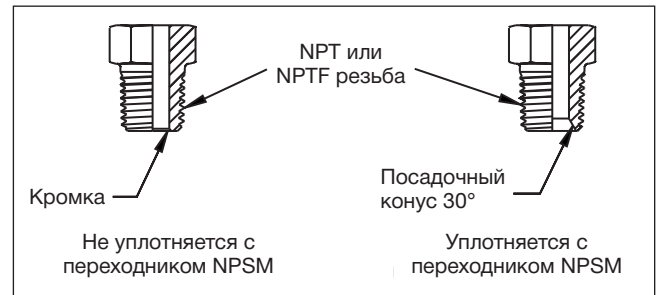 NPT или
NPTF резьба
Кромка
Посадочный
конус 30°
Не уплотняется с
переходником NPSM
Уплотняется с
переходником NPSM